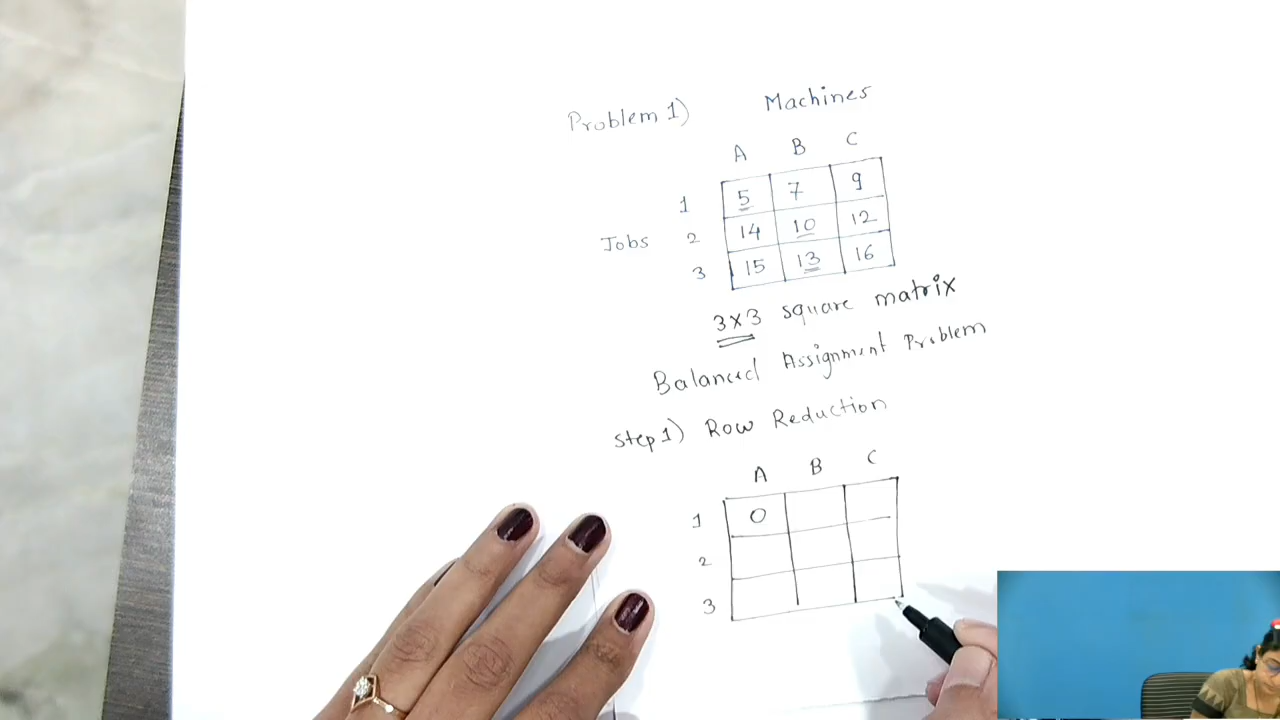 Problem 1) Machines
A B C
1 5 7 9
Jobs 2 14 10 12
3 15 13 16
3x3 square matrix
Balanced Assignment Problem
Step 1) Row Reduction
A B C
1 0
2
3